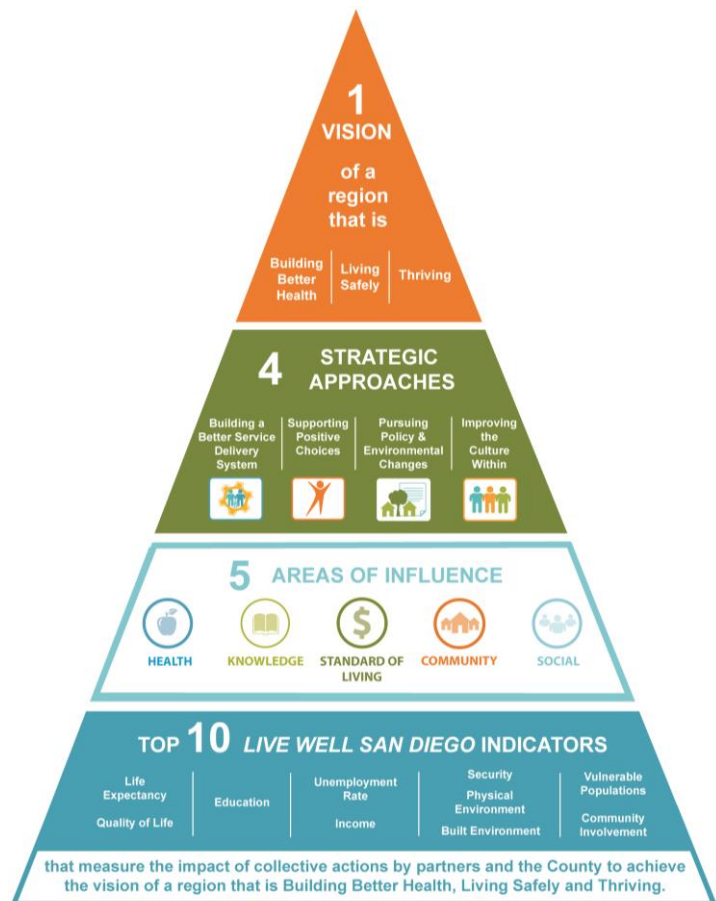 1
VISION
of a
region
that is
Building
Better
Health
Living
Safely
Thriving
4
STRATEGIC
APPROACHES
Building a
Better Service
Delivery
System
Supporting
Positive
Choices
Pursuing
Policy &
Environmental
Changes
Improving
the
Culture
Within
5 AREAS OF INFLUENCE
$
HEALTH
KNOWLEDGE
STANDARD OF
LIVING
COMMUNITY
SOCIAL
TOP 10 LIVE WELL SAN DIEGO INDICATORS
Life
Expectancy
Quality of Life
Education
Unemployment
Rate
Income
Security
Physical
Environment
Built Environment
Vulnerable
Populations
Community
Involvement
that measure the impact of collective actions by partners and the County to achieve
the vision of a region that is Building Better Health, Living Safely and Thriving.